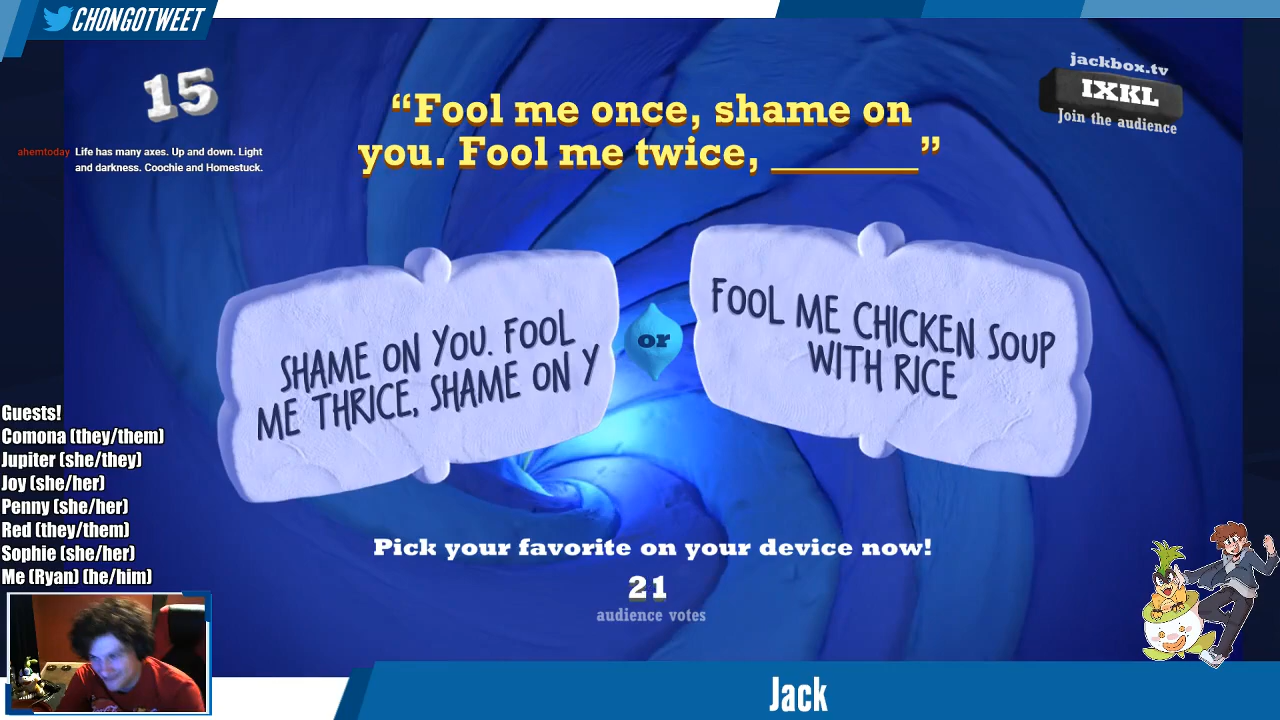 CHONGOTWEET
15
ahemtoday Life has many axes. Up and down. Light
and darkness. Coochie and Homestuck.
“Fool me once, shame on
you. Fool me twice, ______”
jackbox.tv
IXKL
Join the audience
SHAME ON YOU. FOOL
ME THRICE, SHAME ON Y
or
FOOL ME CHICKEN SOUP
WITH RICE
Guests!
Comona (they/them)
Jupiter (she/they)
Joy (she/her)
Penny (she/her)
Red (they/them)
Sophie (she/her)
Me (Ryan) (he/him)
Pick your favorite on your device now!
21
audience votes
Jack